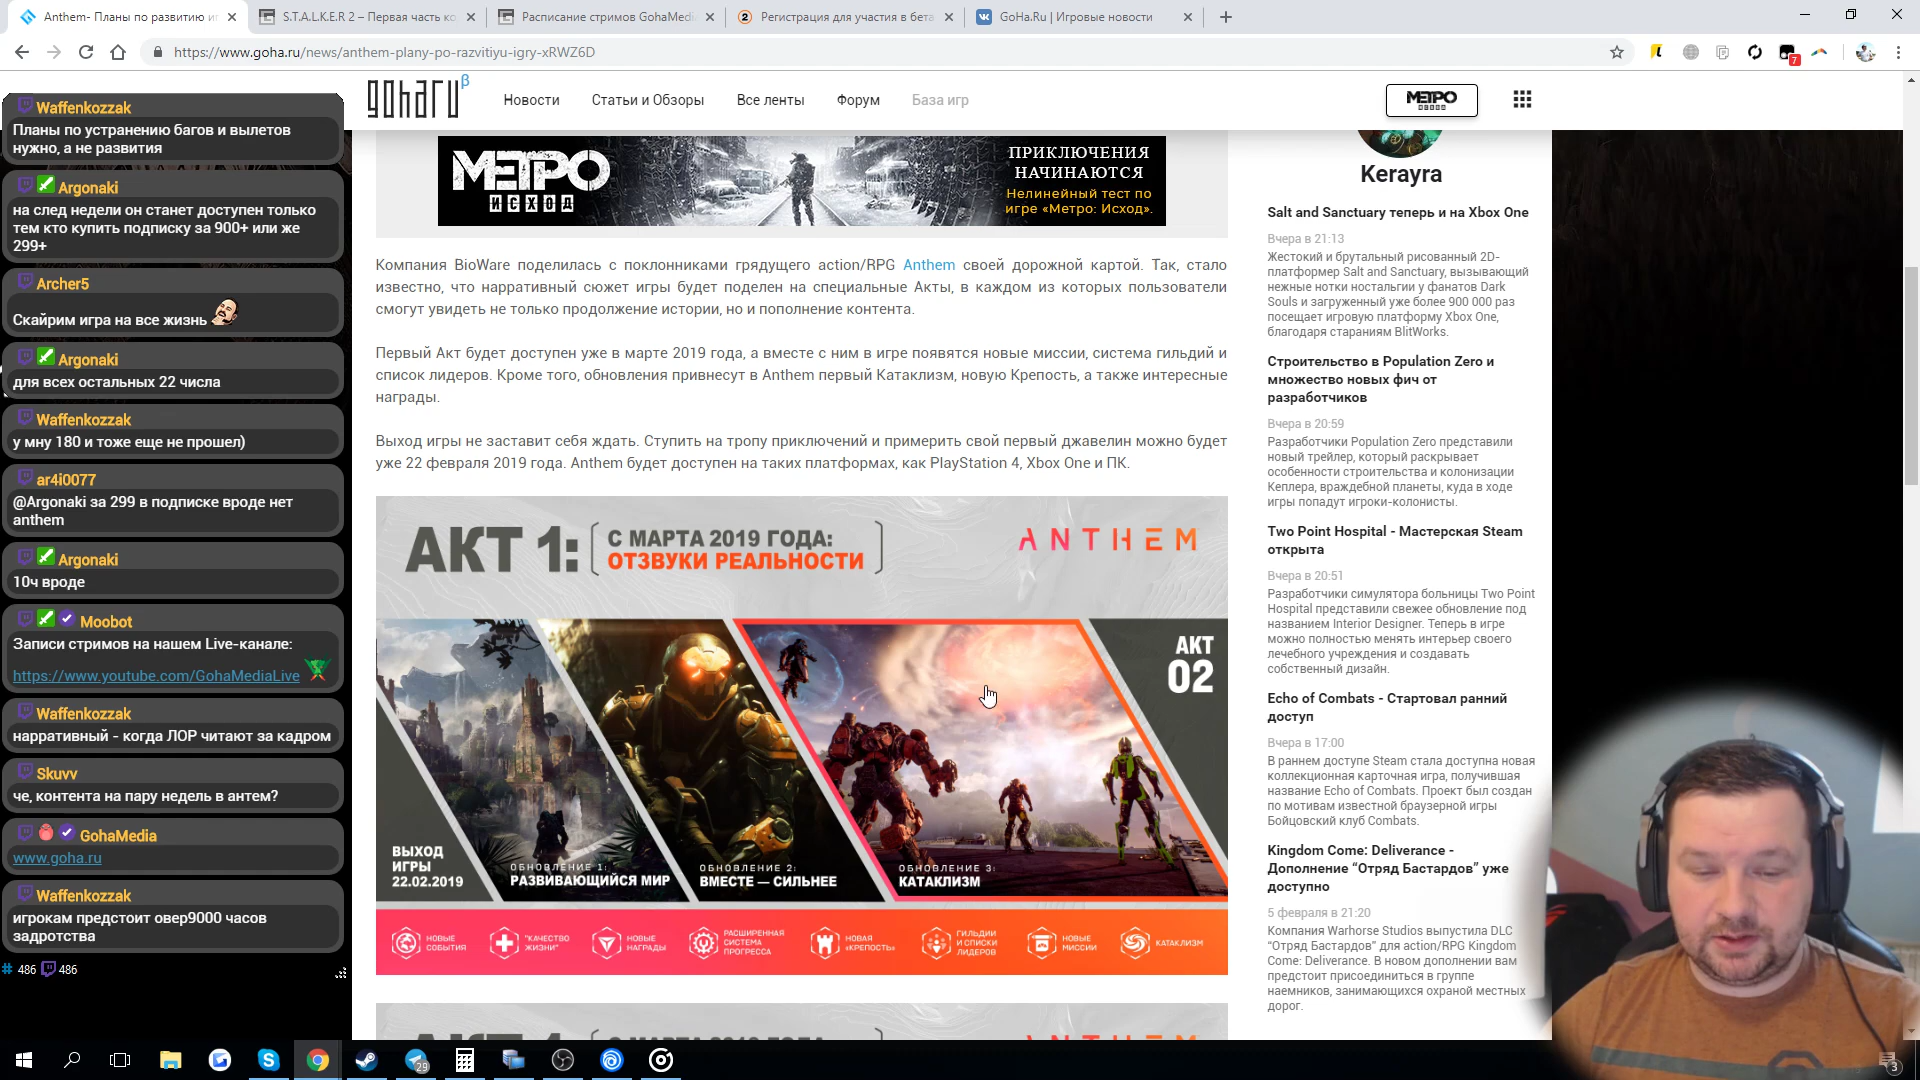 Anthem- Планы по развитию иг
S.T.A.L.K.E.R 2 – Первая часть ко
Расписание стримов GohaMedi
Регистрация для участия в бета
GoHa.Ru | Игровые новости
https://www.goha.ru/news/anthem-plany-po-razvitiyu-igry-xRWZ6D
7
goharu β
Новости
Статьи и Обзоры
Все ленты
Форум
База игр
МЕТРО
ИСХОД
Waffenkozzak
Планы по устранению багов и вылетов
нужно, а не развития
Argonaki
на след недели он станет доступен только
тем кто купить подписку за 900+ или же
299+
Archer5
Скайрим игра на все жизнь
Argonaki
для всех остальных 22 числа
Waffenkozzak
у мну 180 и тоже еще не прошел)
ar4i0077
@Argonaki за 299 в подписке вроде нет
anthem
Argonaki
10ч вроде
Moobot
Записи стримов на нашем Live-канале:
https://www.youtube.com/GohaMediaLive
Waffenkozzak
нарративный - когда ЛОР читают за кадром
Skuvv
че, контента на пару недель в антем?
GohaMedia
www.goha.ru
Waffenkozzak
игрокам предстоит овер9000 часов
задротства
486
486
МЕТРО
ИСХОД
ПРИКЛЮЧЕНИЯ
НАЧИНАЮТСЯ
Нелинейный тест по
игре «Метро: Исход».
Компания BioWare поделилась с поклонниками грядущего action/RPG Anthem своей дорожной картой. Так, стало
известно, что нарративный сюжет игры будет поделен на специальные Акты, в каждом из которых пользователи
смогут увидеть не только продолжение истории, но и пополнение контента.
Первый Акт будет доступен уже в марте 2019 года, а вместе с ним в игре появятся новые миссии, система гильдий и
список лидеров. Кроме того, обновления привнесут в Anthem первый Катаклизм, новую Крепость, а также интересные
награды.
Выход игры не заставит себя ждать. Ступить на тропу приключений и примерить свой первый джавелин можно будет
уже 22 февраля 2019 года. Anthem будет доступен на таких платформах, как PlayStation 4, Xbox One и ПК.
АКТ 1:
С МАРТА 2019 ГОДА:
ОТЗВУКИ РЕАЛЬНОСТИ
ANTHEM
АКТ
02
ВЫХОД
ИГРЫ
22.02.2019
ОБНОВЛЕНИЕ 1:
РАЗВИВАЮЩИЙСЯ МИР
ОБНОВЛЕНИЕ 2:
ВМЕСТЕ — СИЛЬНЕЕ
ОБНОВЛЕНИЕ 3:
КАТАКЛИЗМ
НОВЫЕ
СОБЫТИЯ
"КАЧЕСТВО
ЖИЗНИ"
НОВЫЕ
НАГРАДЫ
РАСШИРЕННАЯ
СИСТЕМА
ПРОГРЕССА
НОВАЯ
«КРЕПОСТЬ»
ГИЛЬДИИ
И СПИСКИ
ЛИДЕРОВ
НОВЫЕ
МИССИИ
КАТАКЛИЗМ
Kerayra
Salt and Sanctuary теперь и на Xbox One
Вчера в 21:13
Жестокий и брутальный рисованный 2D-
платформер Salt and Sanctuary, вызывающий
нежные нотки ностальгии у фанатов Dark
Souls и загруженный уже более 900 000 раз
посещает игровую платформу Xbox One,
благодаря стараниям BlitWorks.
Строительство в Population Zero и
множество новых фич от
разработчиков
Вчера в 20:59
Разработчики Population Zero представили
новый трейлер, который раскрывает
особенности строительства и колонизации
Кеплера, враждебной планеты, куда в ходе
игры попадут игроки-колонисты.
Two Point Hospital - Мастерская Steam
открыта
Вчера в 20:51
Разработчики симулятора больницы Two Point
Hospital представили свежее обновление под
названием Interior Designer. Теперь в игре
можно полностью менять интерьер своего
лечебного учреждения и создавать
собственный дизайн.
Echo of Combats - Стартовал ранний
доступ
Вчера в 17:00
В раннем доступе Steam стала доступна новая
коллекционная карточная игра, получившая
название Echo of Combats. Проект был создан
по мотивам известной браузерной игры
Бойцовский клуб Combats.
Kingdom Come: Deliverance -
Дополнение “Отряд Бастардов” уже
доступно
5 февраля в 21:20
Компания Warhorse Studios выпустила DLC
“Отряд Бастардов” для action/RPG Kingdom
Come: Deliverance. В новом дополнении вам
предстоит присоединиться в группе
наемников, занимающихся охраной местных
дорог.
29
3